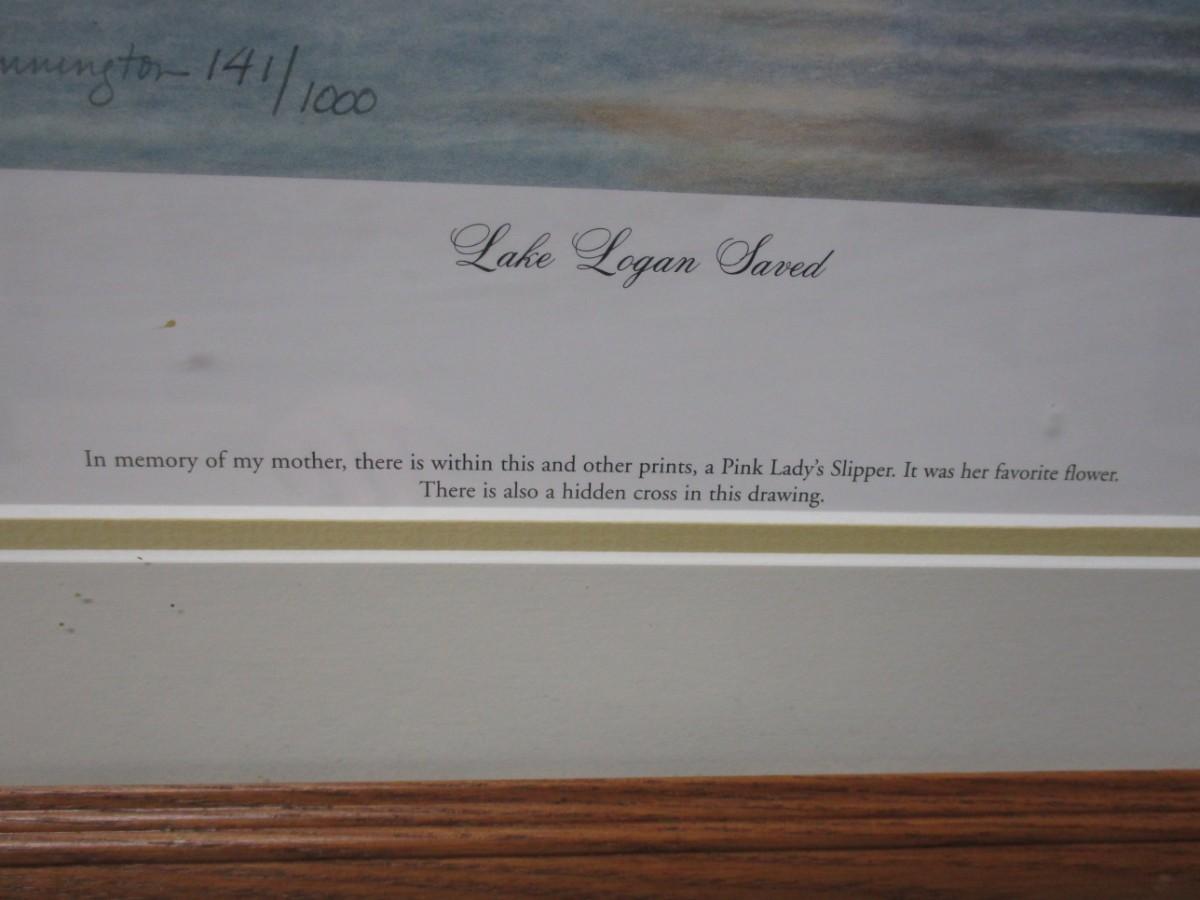 141/1000
Lake Logan Saved
In memory of my mother, there is within this and other prints, a Pink Lady's Slipper. It was her favorite flower.
There is also a hidden cross in this drawing.